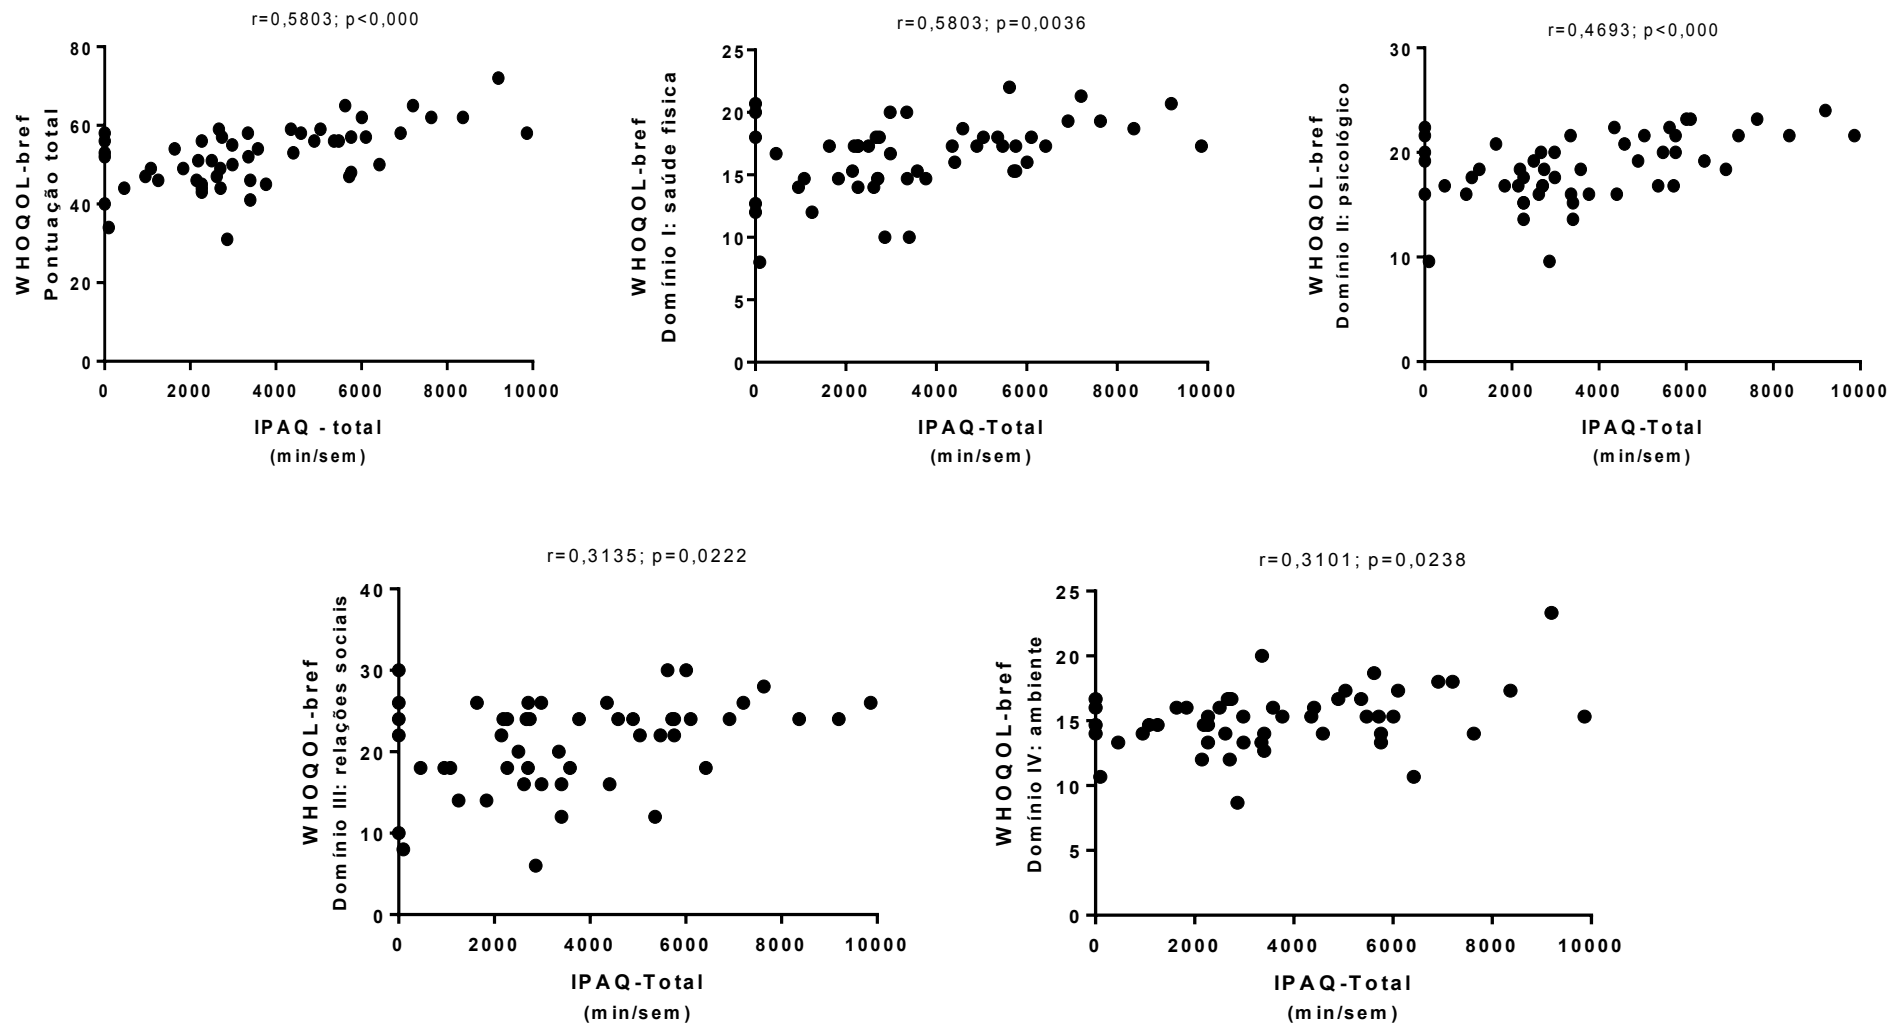 r=0,5803; p<0,000
WHOQOL-bref
Pontuação total
80
60
40
20
0
0 2000 4000 6000 8000 10000
IPAQ - total
(min/sem)
r=0,5803; p=0,0036
WHOQOL-bref
Domínio I: saúde física
25
20
15
10
5
0
0 2000 4000 6000 8000 10000
IPAQ-Total
(min/sem)
r=0,4693; p<0,000
WHOQOL-bref
Domínio II: psicológico
30
20
10
0
0 2000 4000 6000 8000 10000
IPAQ-Total
(min/sem)
r=0,3135; p=0,0222
WHOQOL-bref
Domínio III: relações sociais
40
30
20
10
0
0 2000 4000 6000 8000 10000
IPAQ-Total
(min/sem)
r=0,3101; p=0,0238
WHOQOL-bref
Domínio IV: ambiente
25
20
15
10
5
0
0 2000 4000 6000 8000 10000
IPAQ-Total
(min/sem)